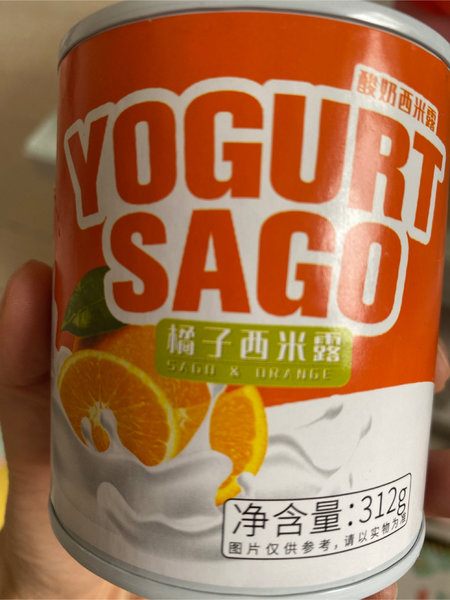 酸奶西米露
YOGURT
SAGO
橘子西米露
SAGO & ORANGE
净含量:312g
图片仅供参考,请以实物为准